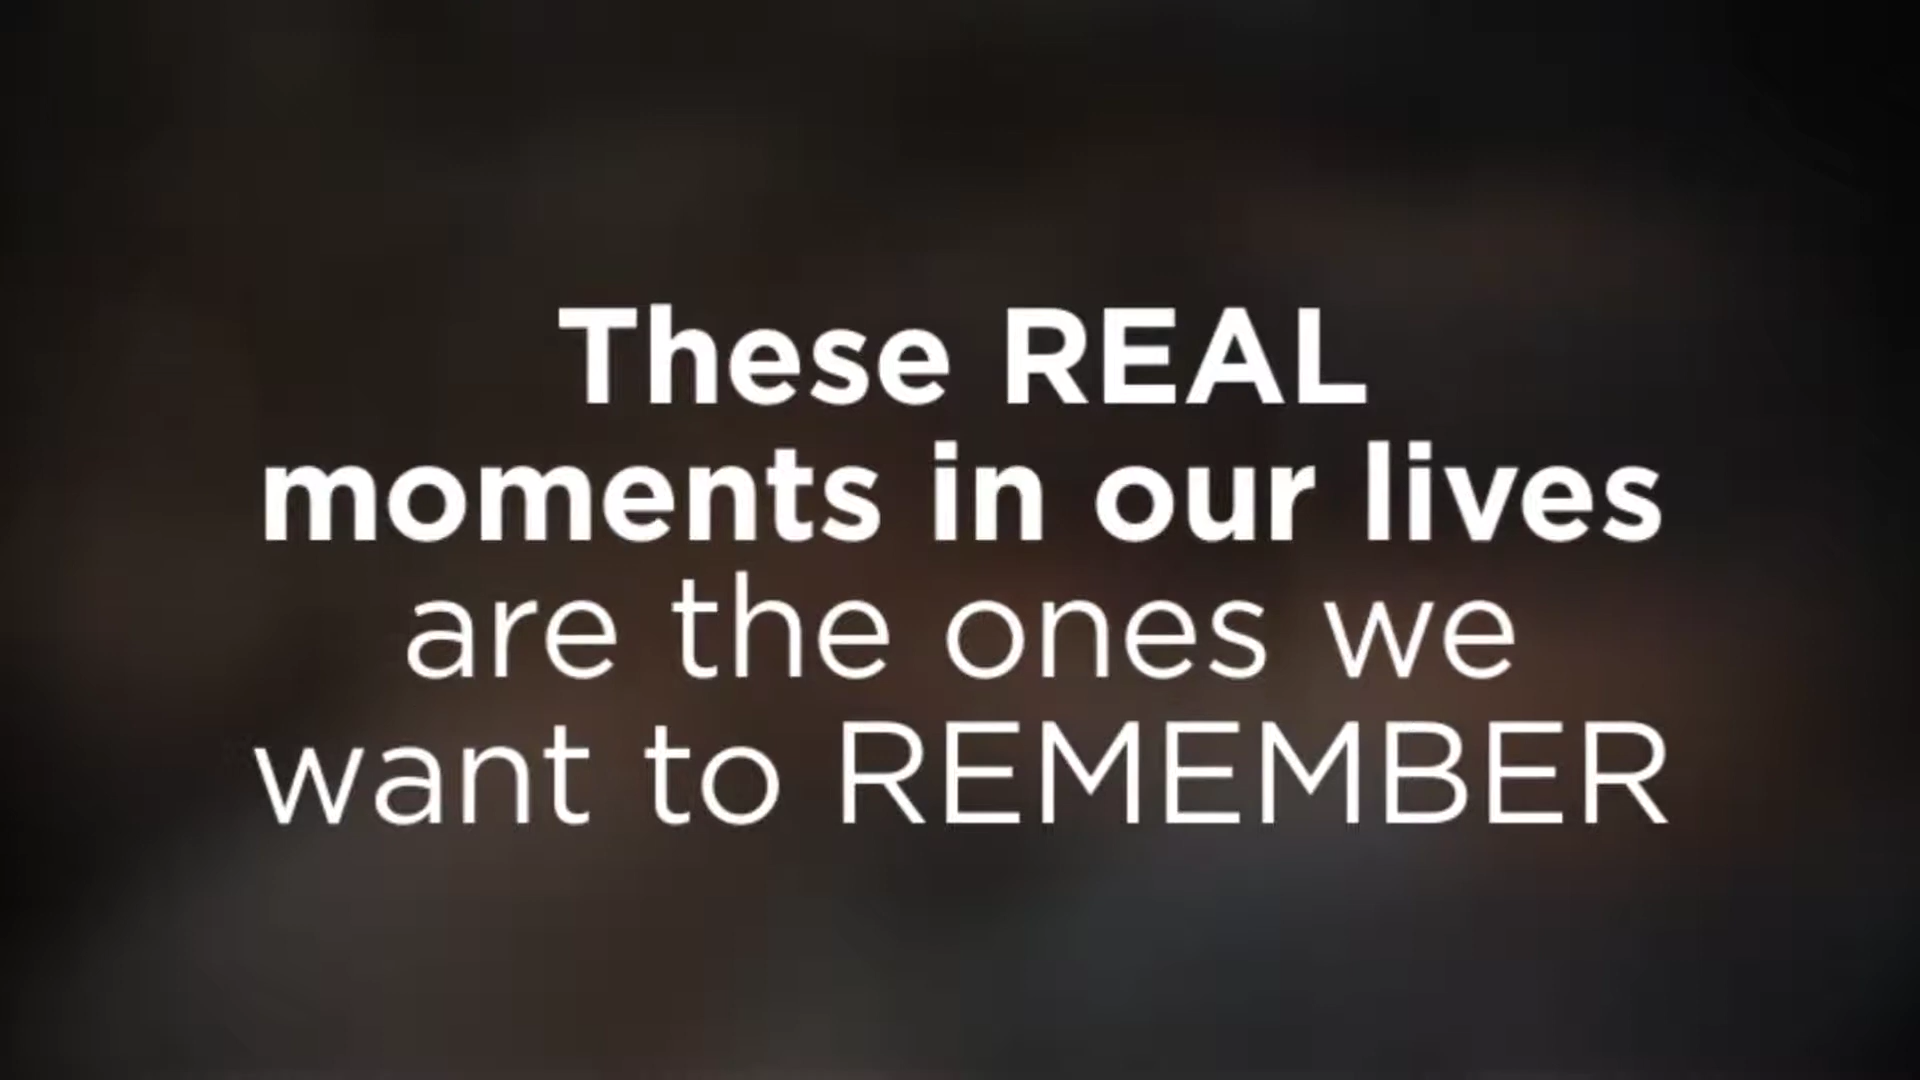 These REAL
moments in our lives
are the ones we
want to REMEMBER